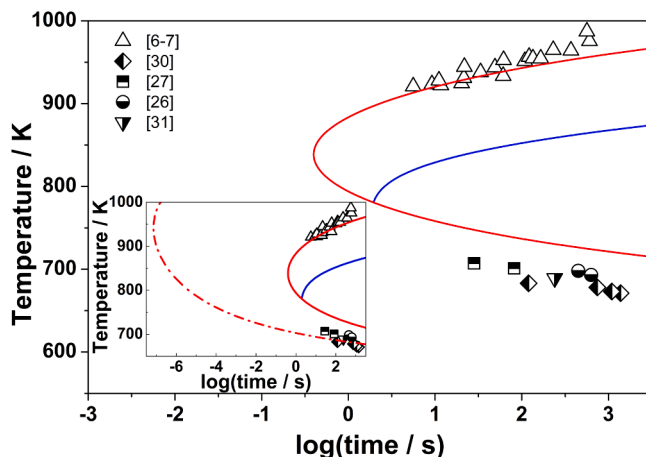 1000
900
800
700
600
Temperature / K
[6-7]
[30]
[27]
[26]
[31]
1000
900
800
700
Temperature / K
-6 -4 -2 0 2
log(time / s)
-3 -2 -1 0 1 2 3
log(time / s)